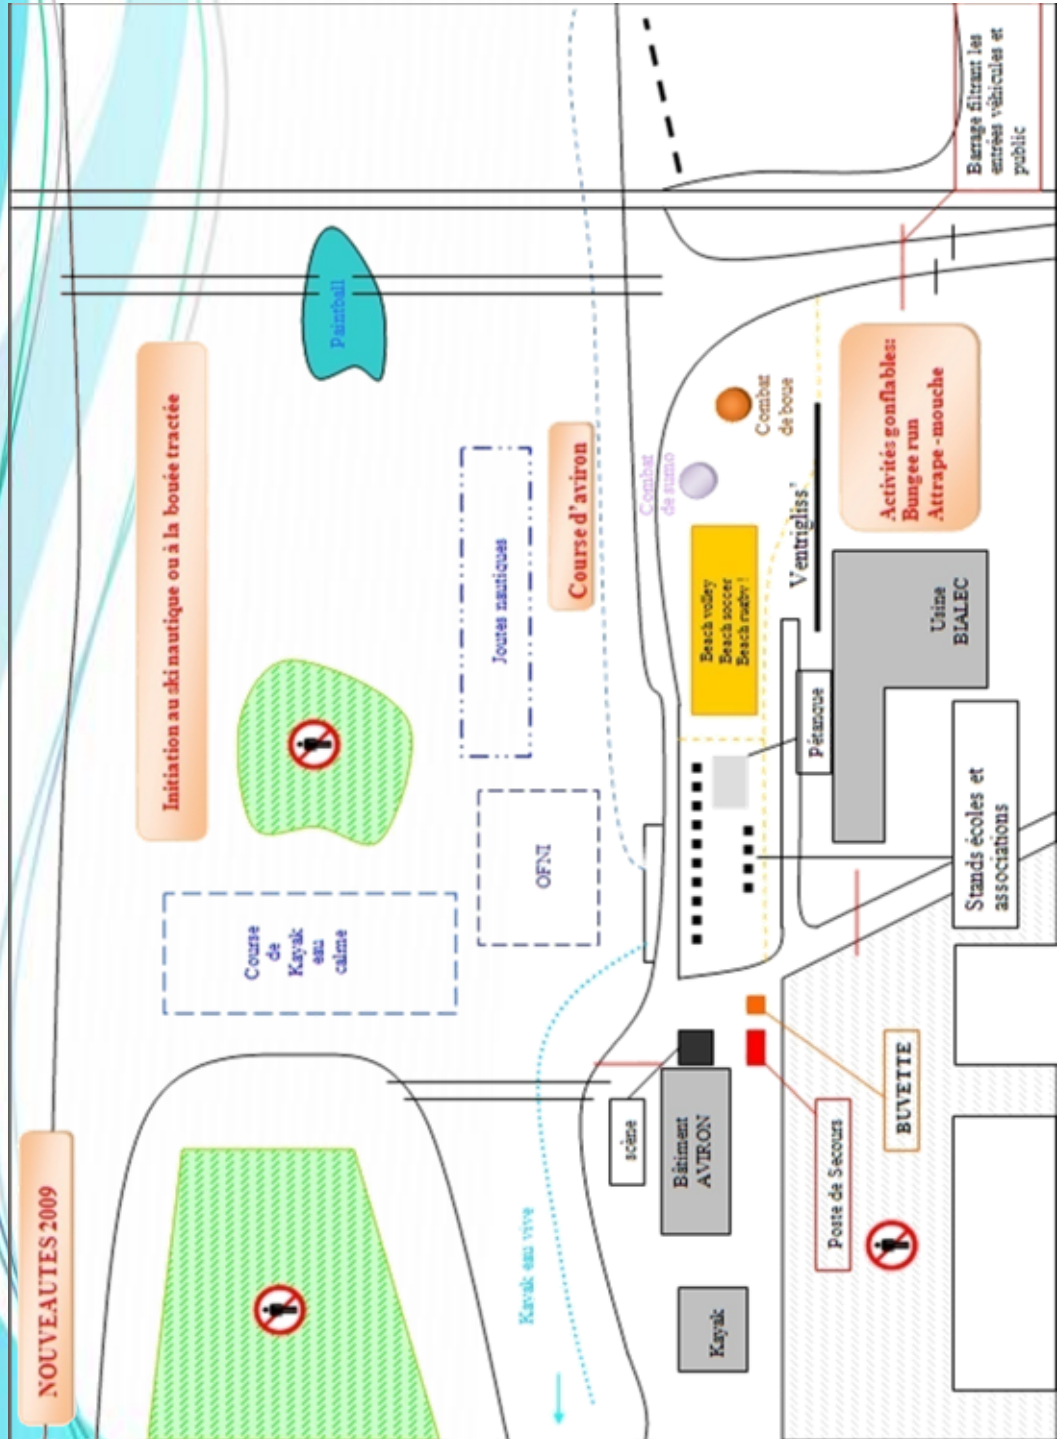 NOUVEAUTES 2009
Initiation au ski nautique ou à la bouée tractée
Paintball
Course
de
Kayak
eau
calme
Joutes nautiques
OFNI
Course d'aviron
Kayak eau vive
Combat
de sumo
Combat
de boue
Beach volley
Beach soccer
Beach rugby !
Ventrigliss'
Activités gonflables:
Bungee run
Attrape -mouche
Barrage filtrant les
entrées véhicules et
public
Usine
BIALEC
Pétanque
Stands écoles et
associations
scène
Bâtiment
AVIRON
Kayak
Poste de Secours
BUVETTE